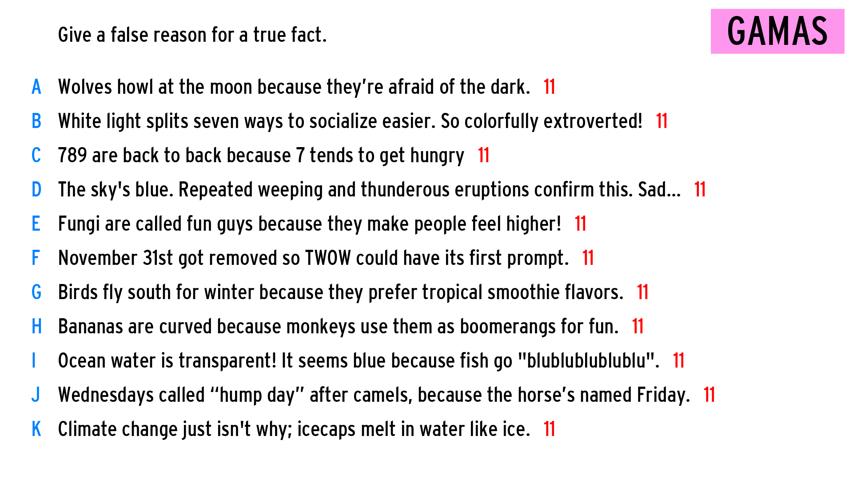 Give a false reason for a true fact.
GAMAS
A Wolves howl at the moon because they’re afraid of the dark. 11
B White light splits seven ways to socialize easier. So colorfully extroverted! 11
C 789 are back to back because 7 tends to get hungry 11
D The sky's blue. Repeated weeping and thunderous eruptions confirm this. Sad... 11
E Fungi are called fun guys because they make people feel higher! 11
F November 31st got removed so TWOW could have its first prompt. 11
G Birds fly south for winter because they prefer tropical smoothie flavors. 11
H Bananas are curved because monkeys use them as boomerangs for fun. 11
I Ocean water is transparent! It seems blue because fish go "blublublublublu". 11
J Wednesdays called “hump day” after camels, because the horse’s named Friday. 11
K Climate change just isn't why; icecaps melt in water like ice. 11